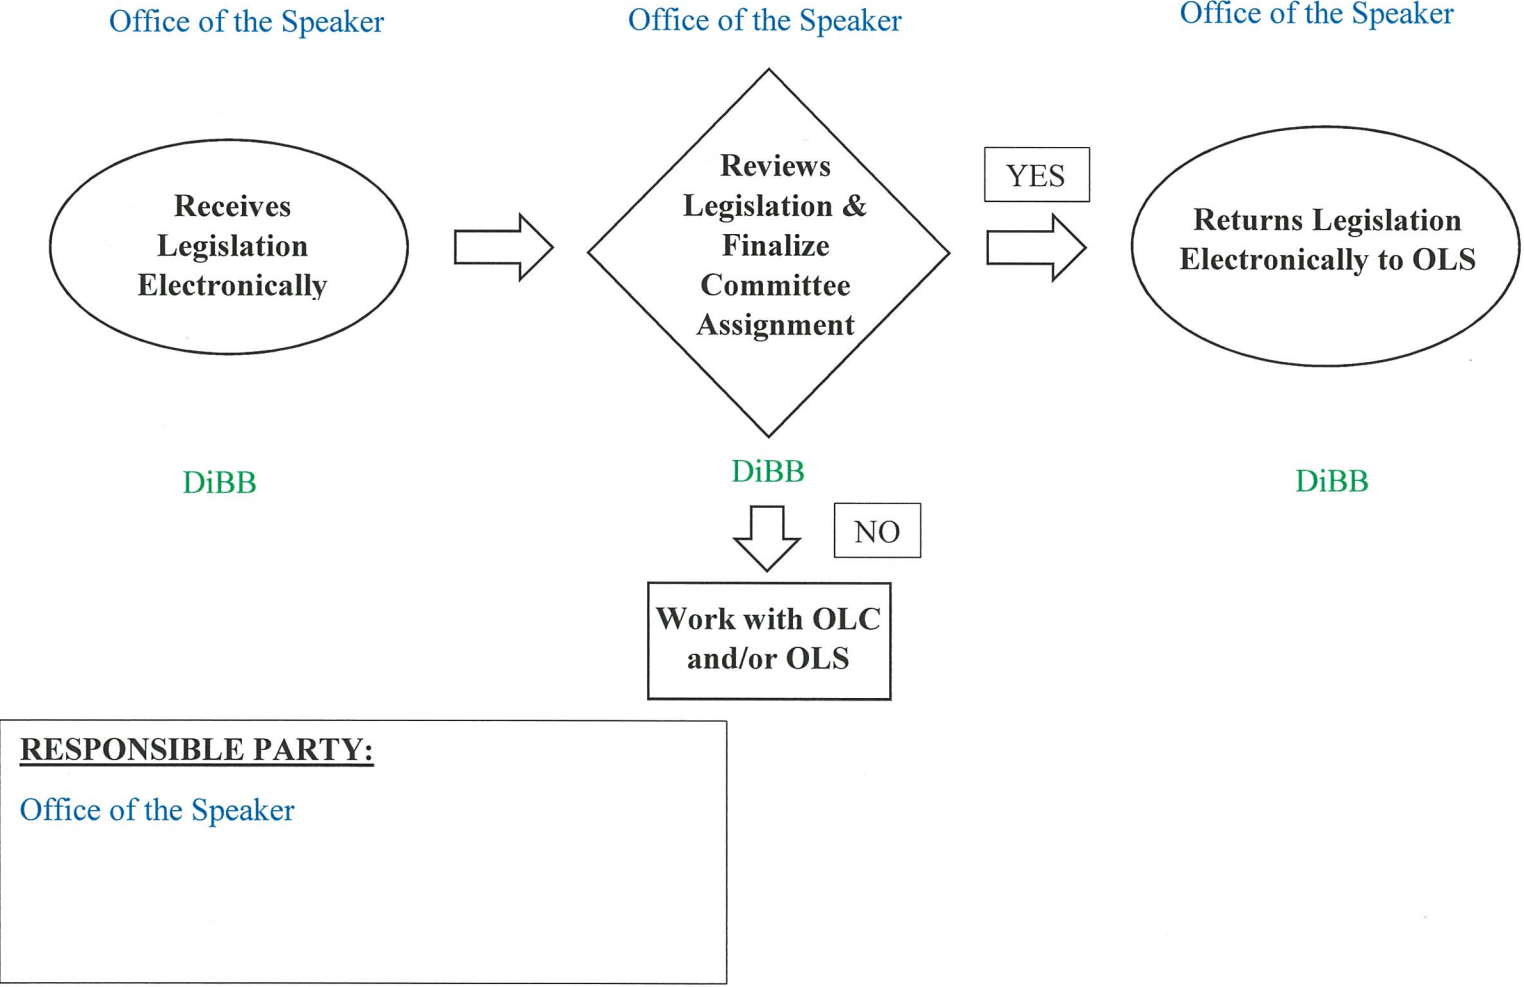 Office of the Speaker
Office of the Speaker
Office of the Speaker
Receives
Legislation
Electronically
Reviews
Legislation &
Finalize
Committee
Assignment
YES
Returns Legislation
Electronically to OLS
DiBB
DiBB
DiBB
NO
Work with OLC
and/or OLS
RESPONSIBLE PARTY:
Office of the Speaker